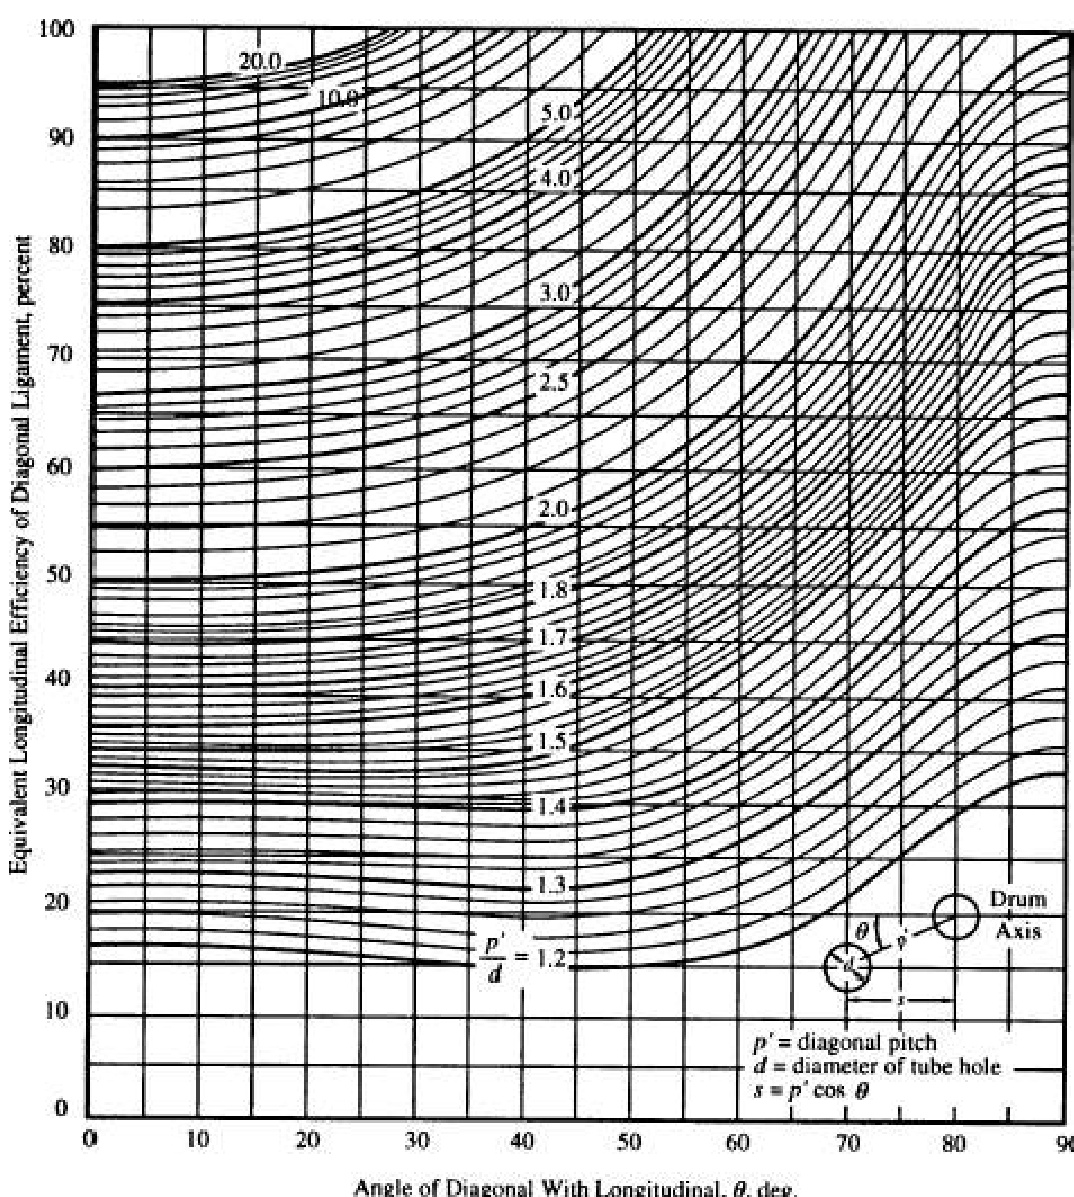 Equivalent Longitudinal Efficiency of Diagonal Ligament, percent
100
90
80
70
60
50
40
30
20
10
0
20.0
10.0
5.0
4.0
3.0
2.5
2.0
1.8
1.7
1.6
1.5
1.4
1.3
p'/d = 1.2
θ
p'
d
s
Drum
Axis
p' = diagonal pitch
d = diameter of tube hole
s = p' cos θ
0 10 20 30 40 50 60 70 80 90
Angle of Diagonal With Longitudinal, θ, deg.